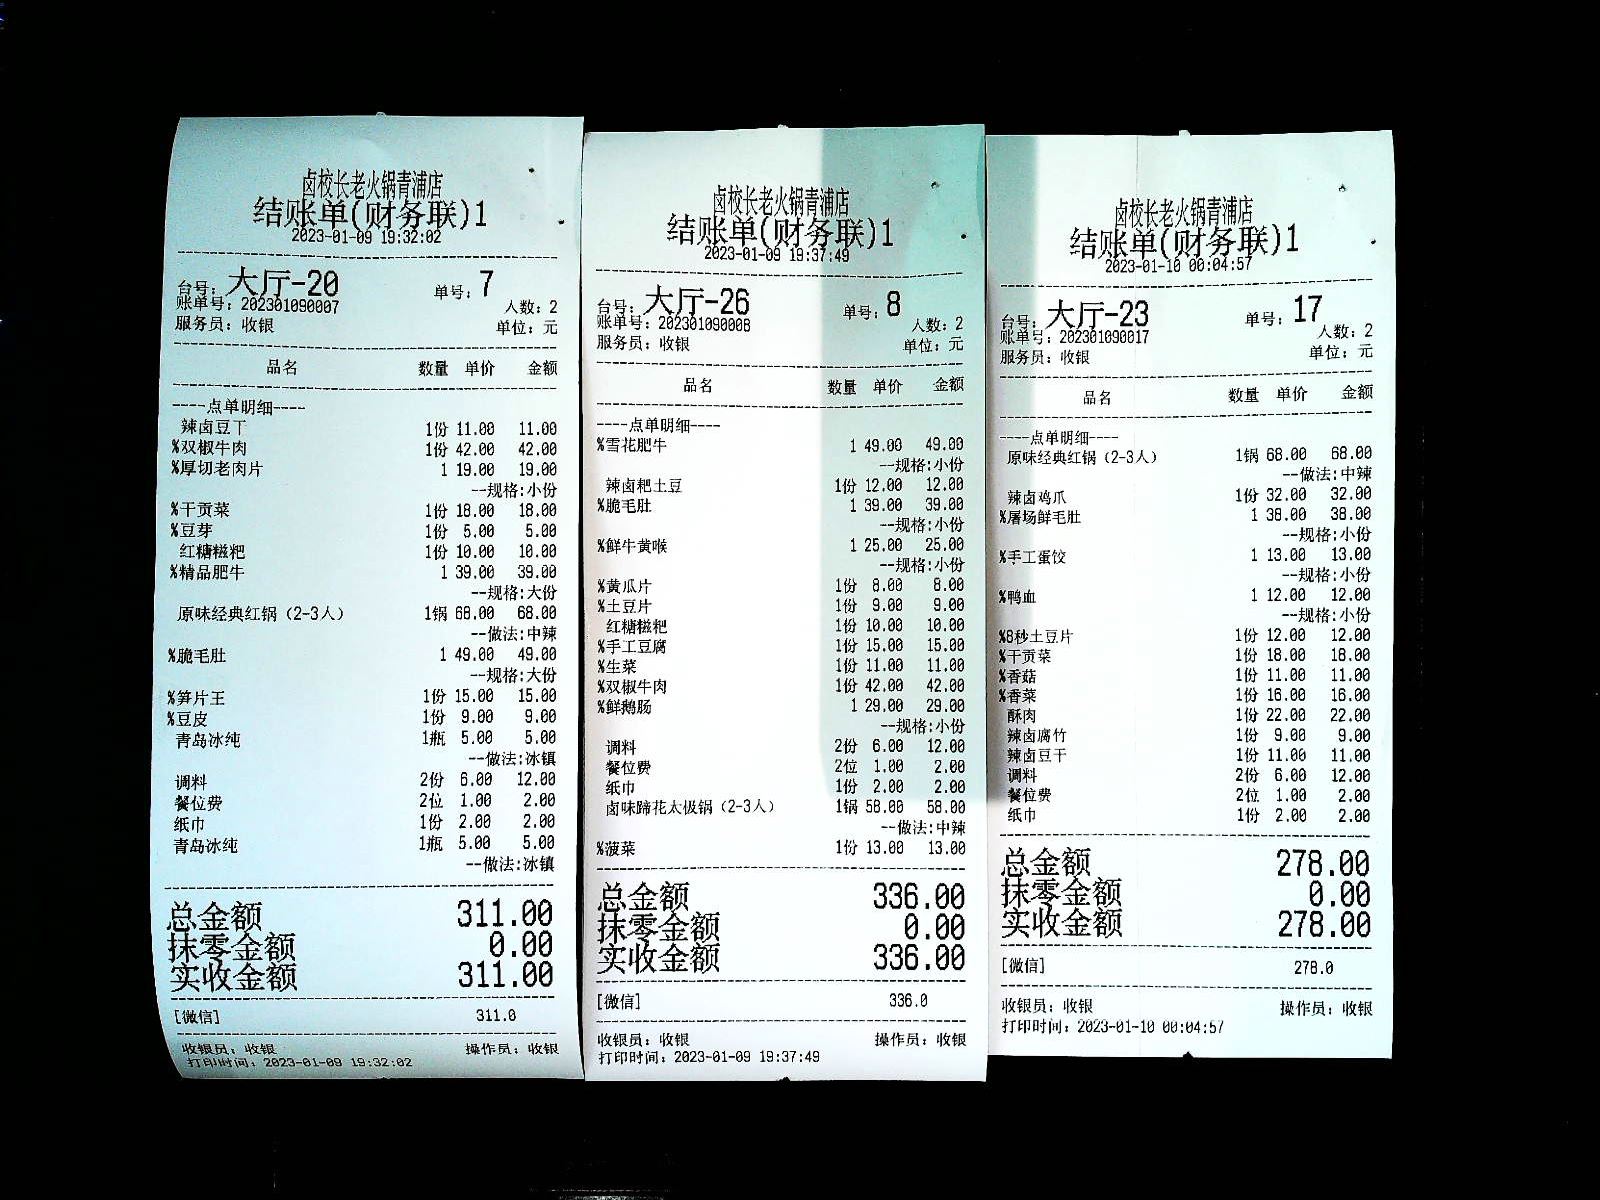 卤校长老火锅青浦店
结账单(财务联)1
2023-01-09 19:32:02
台号: 大厅-20 单号: 7
账单号: 202301090007 人数: 2
服务员: 收银 单位: 元
品名 数量 单价 金额
----点单明细----
辣卤豆干 1份 11.00 11.00
%双椒牛肉 1份 42.00 42.00
%厚切老肉片 1 19.00 19.00
--规格:小份
%干贡菜 1份 18.00 18.00
%豆芽 1份 5.00 5.00
红糖糍粑 1份 10.00 10.00
%精品肥牛 1 39.00 39.00
--规格:大份
原味经典红锅（2-3人） 1锅 68.00 68.00
--做法:中辣
%脆毛肚 1 49.00 49.00
--规格:大份
%笋片王 1份 15.00 15.00
%豆皮 1份 9.00 9.00
青岛冰纯 1瓶 5.00 5.00
--做法:冰镇
调料 2份 6.00 12.00
餐位费 2位 1.00 2.00
纸巾 1份 2.00 2.00
青岛冰纯 1瓶 5.00 5.00
--做法:冰镇
总金额 311.00
抹零金额 0.00
实收金额 311.00
[微信] 311.0
收银员: 收银 操作员: 收银
打印时间: 2023-01-09 19:32:02
卤校长老火锅青浦店
结账单(财务联)1
2023-01-09 19:37:49
台号: 大厅-26 单号: 8
账单号: 202301090008 人数: 2
服务员: 收银 单位: 元
品名 数量 单价 金额
----点单明细----
%雪花肥牛 1 49.00 49.00
--规格:小份
辣卤粑土豆 1份 12.00 12.00
%脆毛肚 1 39.00 39.00
--规格:小份
%鲜牛黄喉 1 25.00 25.00
--规格:小份
%黄瓜片 1份 8.00 8.00
%土豆片 1份 9.00 9.00
红糖糍粑 1份 10.00 10.00
%手工豆腐 1份 15.00 15.00
%生菜 1份 11.00 11.00
%双椒牛肉 1份 42.00 42.00
%鲜鹅肠 1 29.00 29.00
--规格:小份
调料 2份 6.00 12.00
餐位费 2位 1.00 2.00
纸巾 1份 2.00 2.00
卤味蹄花太极锅（2-3人） 1锅 58.00 58.00
--做法:中辣
%菠菜 1份 13.00 13.00
总金额 336.00
抹零金额 0.00
实收金额 336.00
[微信] 336.0
收银员: 收银 操作员: 收银
打印时间: 2023-01-09 19:37:49
卤校长老火锅青浦店
结账单(财务联)1
2023-01-10 00:04:57
台号: 大厅-23 单号: 17
账单号: 202301090017 人数: 2
服务员: 收银 单位: 元
品名 数量 单价 金额
----点单明细----
原味经典红锅（2-3人） 1锅 68.00 68.00
--做法:中辣
辣卤鸡爪 1份 32.00 32.00
%屠场鲜毛肚 1 38.00 38.00
--规格:小份
%手工蛋饺 1 13.00 13.00
--规格:小份
%鸭血 1 12.00 12.00
--规格:小份
%8秒土豆片 1份 12.00 12.00
%干贡菜 1份 18.00 18.00
%香菇 1份 11.00 11.00
%香菜 1份 16.00 16.00
酥肉 1份 22.00 22.00
辣卤腐竹 1份 9.00 9.00
辣卤豆干 1份 11.00 11.00
调料 2份 6.00 12.00
餐位费 2位 1.00 2.00
纸巾 1份 2.00 2.00
总金额 278.00
抹零金额 0.00
实收金额 278.00
[微信] 278.0
收银员: 收银 操作员: 收银
打印时间: 2023-01-10 00:04:57